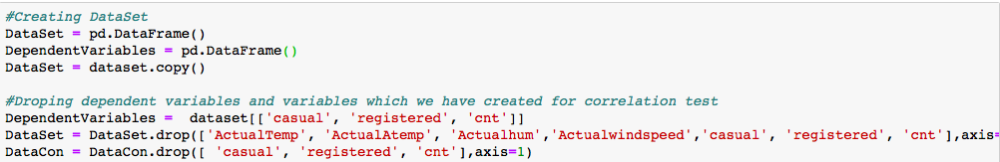 #Creating DataSet
DataSet = pd.DataFrame()
DependentVariables = pd.DataFrame()
DataSet = dataset.copy()
#Droping dependent variables and variables which we have created for correlation test
DependentVariables =  dataset[['casual', 'registered', 'cnt']]
DataSet = DataSet.drop(['ActualTemp', 'ActualAtemp', 'Actualhum','Actualwindspeed','casual', 'registered', 'cnt'],axis=
DataCon = DataCon.drop([ 'casual', 'registered', 'cnt'],axis=1)